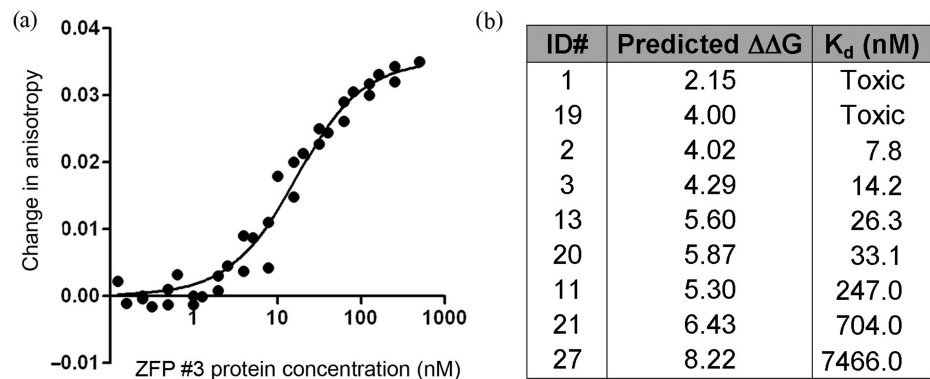 (a)
0.04
0.03
0.02
0.01
0.00
−0.01
Change in anisotropy
1
10
100
1000
ZFP #3 protein concentration (nM)
(b)
ID# Predicted ΔΔG K_d (nM)
1 2.15 Toxic
19 4.00 Toxic
2 4.02 7.8
3 4.29 14.2
13 5.60 26.3
20 5.87 33.1
11 5.30 247.0
21 6.43 704.0
27 8.22 7466.0